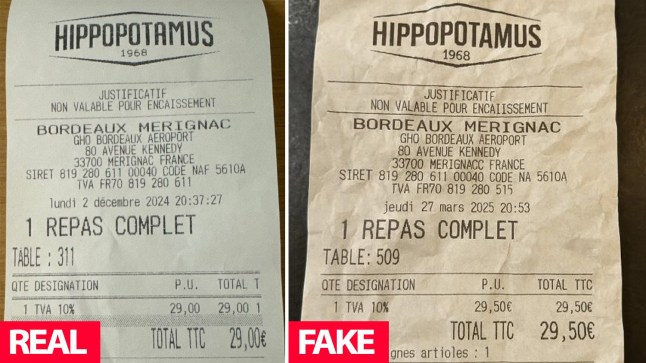 HIPPOPOTAMUS
1968
JUSTIFICATIF
NON VALABLE POUR ENCAISSEMENT
BORDEAUX MERIGNAC
GHO BORDEAUX AEROPORT
80 AVENUE KENNEDY
33700 MERIGNAC FRANCE
SIRET 819 280 611 00040 CODE NAF 5610A
TVA FR70 819 280 611
lundi 2 décembre 2024 20:37:27
1 REPAS COMPLET
TABLE : 311
QTE DESIGNATION P.U. TOTAL T
1 TVA 10% 29,00 29,00 1
TOTAL TTC 29,00€
REAL
HIPPOPOTAMUS
1968
JUSTIFICATIF
NON VALABLE POUR ENCAIISSEMENT
BORDEAUX MERIGNAC
GHO BORDEAUX AEROPORT
80 AVENUE KENNEDY
33700 MERIGNACC FRANCE
SIRET 819 280 611 00040 CODE NA 5610A
TVA FR70 819 280 515
jeudi 27 mars 2025 20:53
1 REPAS COMPLET
TABLE: 509
QTE DESIGNATION P.U. TOTAL
1 TVA 10% 29,50€ 29,50€
TOTAL TTC 29,50€
gnes artioles : 1
FAKE